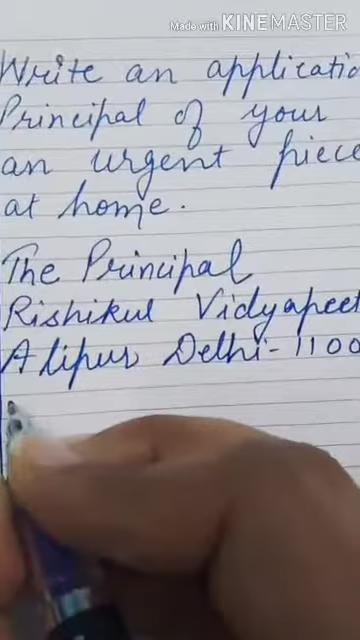 Made with KINEMASTER
Write an applicatio
Principal of your
an urgent piece
at home.
The Principal
Rishikul Vidyapeet
Alipur Delhi-1100